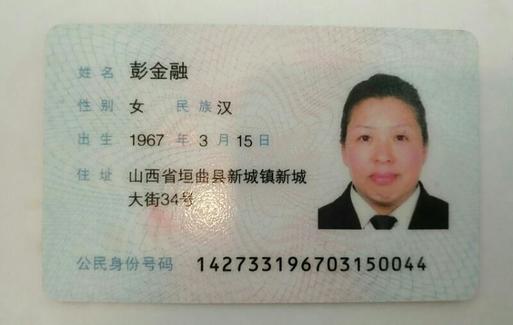 姓名 彭金融
性别 女 民族 汉
出生 1967 年 3 月 15 日
住址 山西省垣曲县新城镇新城
大街34号
公民身份号码 142733196703150044